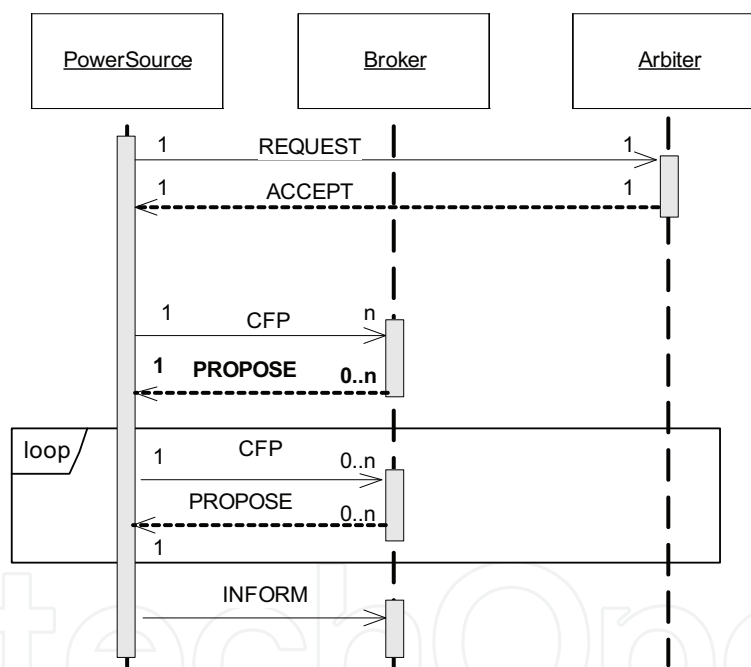 PowerSource Broker Arbiter
1 REQUEST 1
1 ACCEPT 1
1 CFP n
1 PROPOSE 0..n
loop
1 CFP 0..n
PROPOSE 0..n
1
INFORM
techOpe